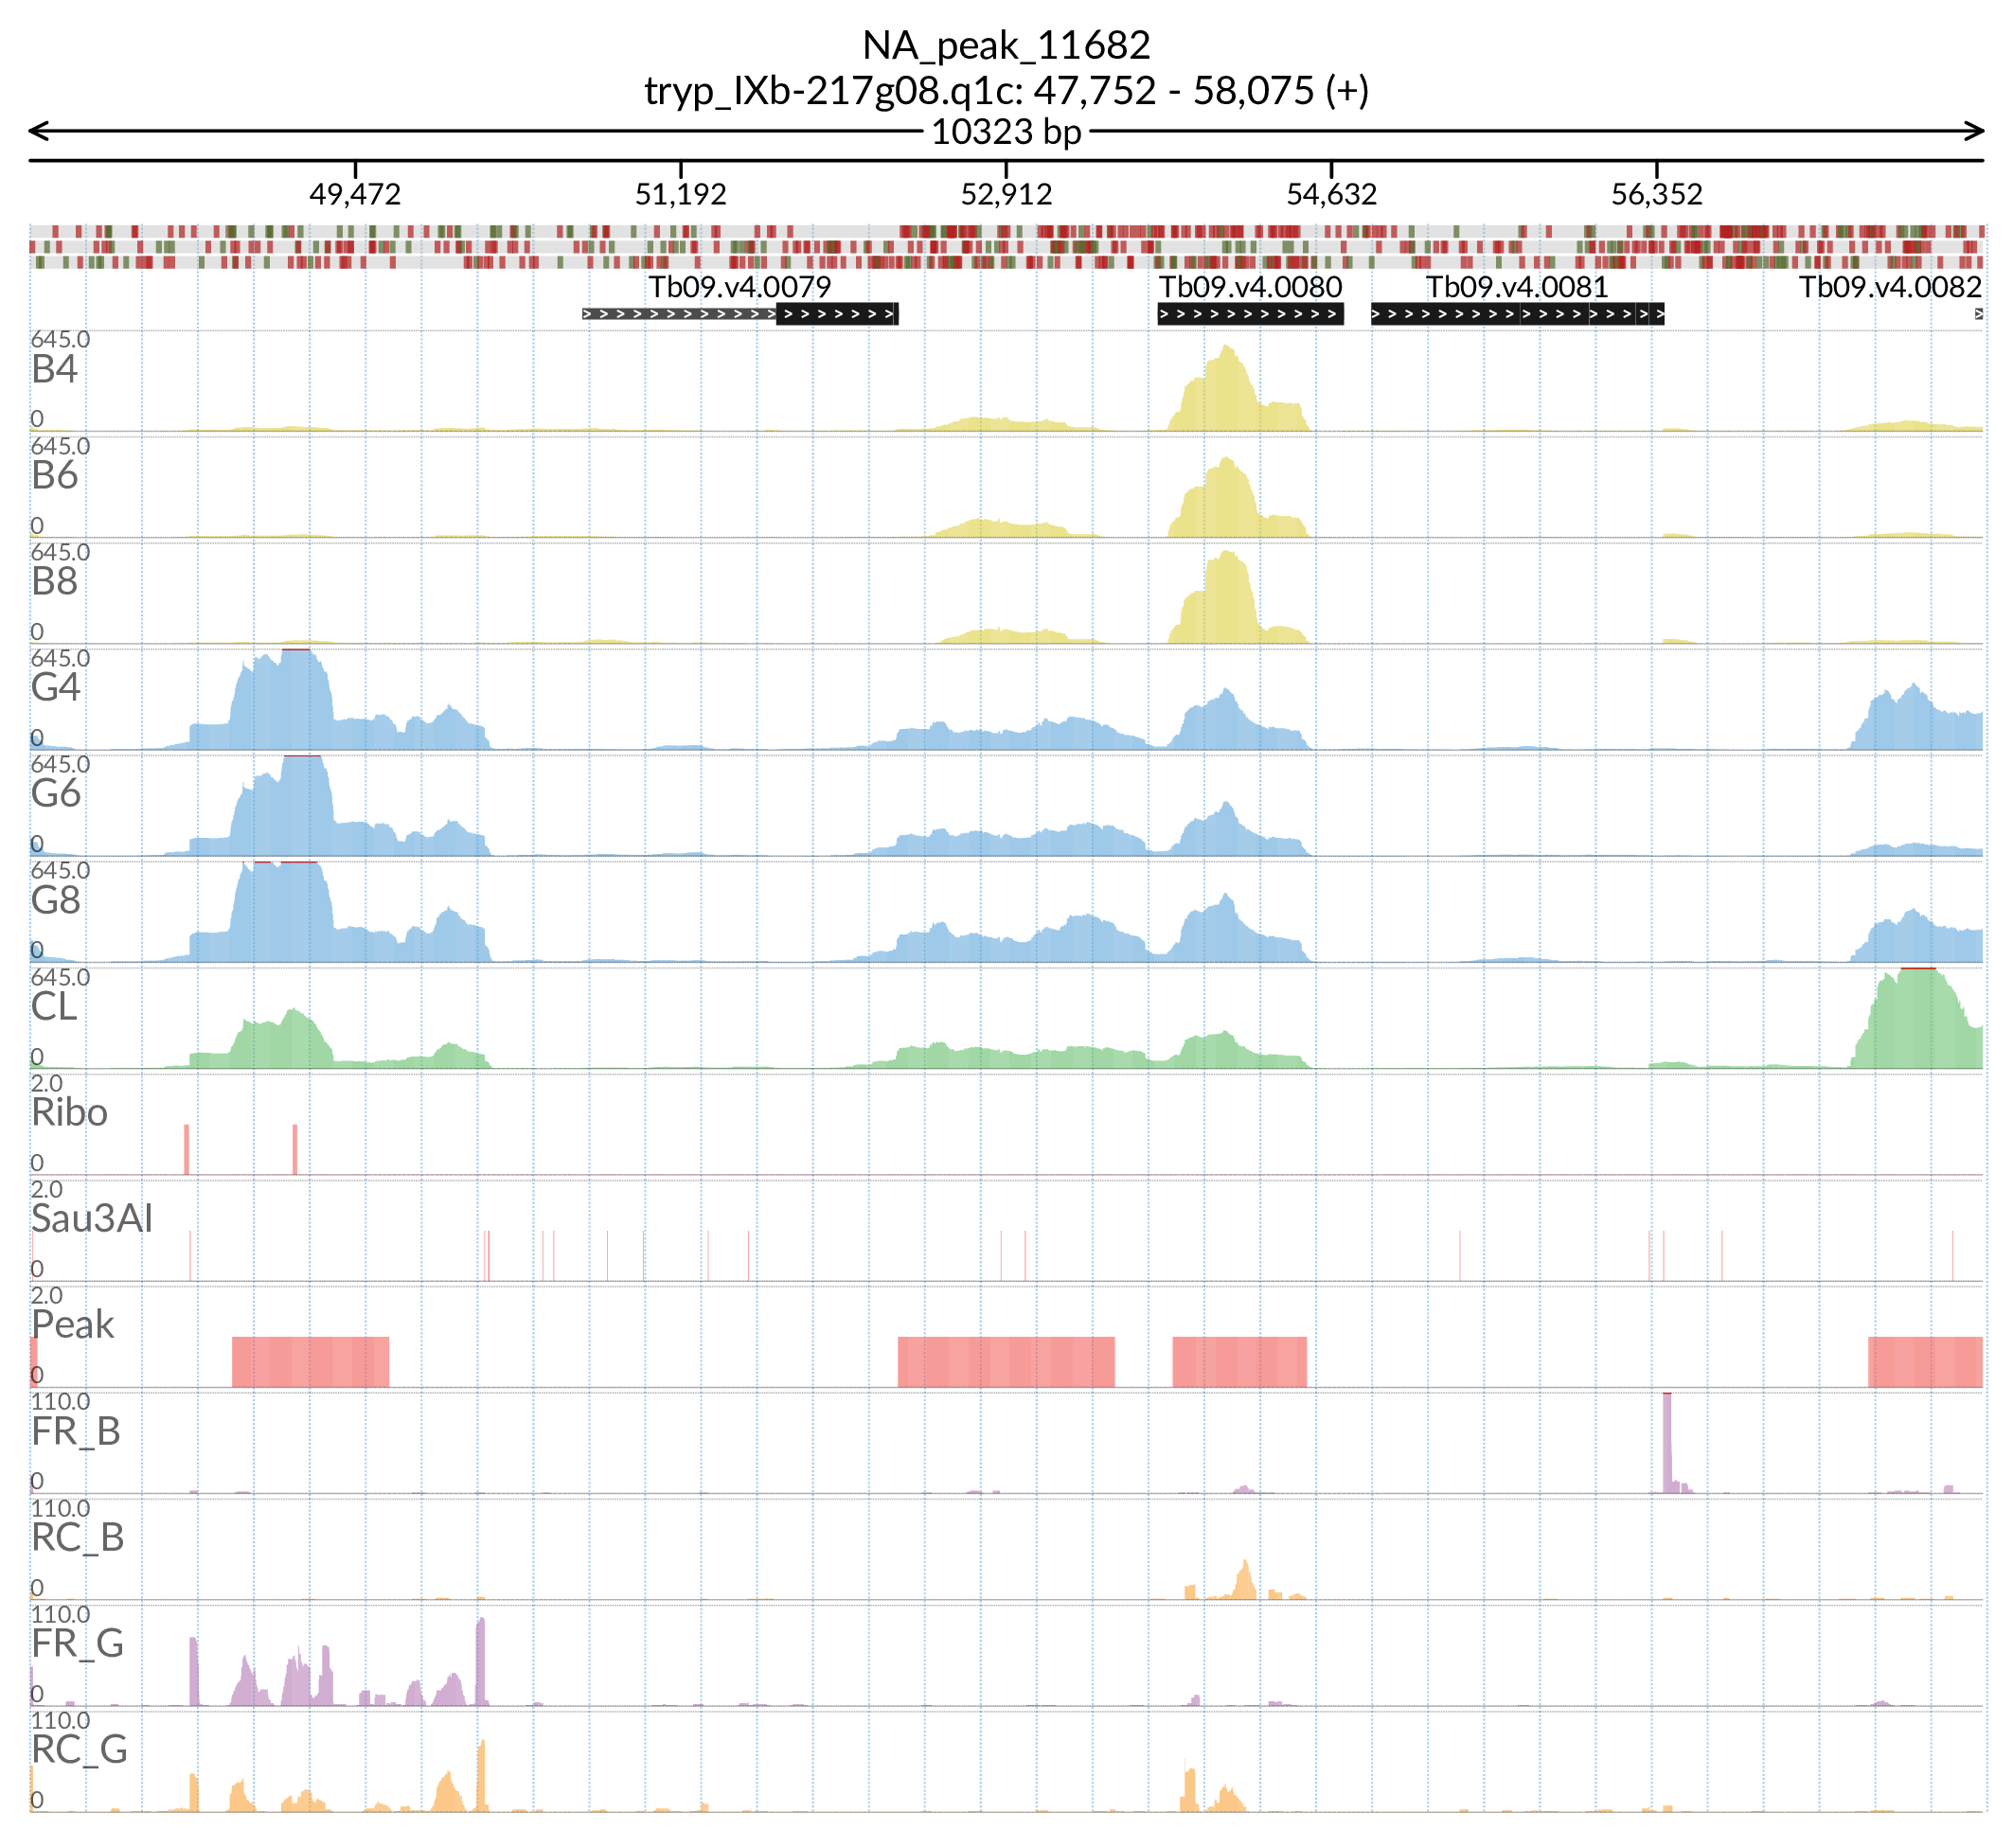 NA_peak_11682
tryp_IXb-217g08.q1c: 47,752 - 58,075 (+)
10323 bp
49,472 51,192 52,912 54,632 56,352
Tb09.v4.0079 Tb09.v4.0080 Tb09.v4.0081 Tb09.v4.0082
645.0
B4
0
645.0
B6
0
645.0
B8
0
645.0
G4
0
645.0
G6
0
645.0
G8
0
645.0
CL
0
2.0
Ribo
0
2.0
Sau3AI
0
2.0
Peak
0
110.0
FR_B
0
110.0
RC_B
0
110.0
FR_G
0
110.0
RC_G
0